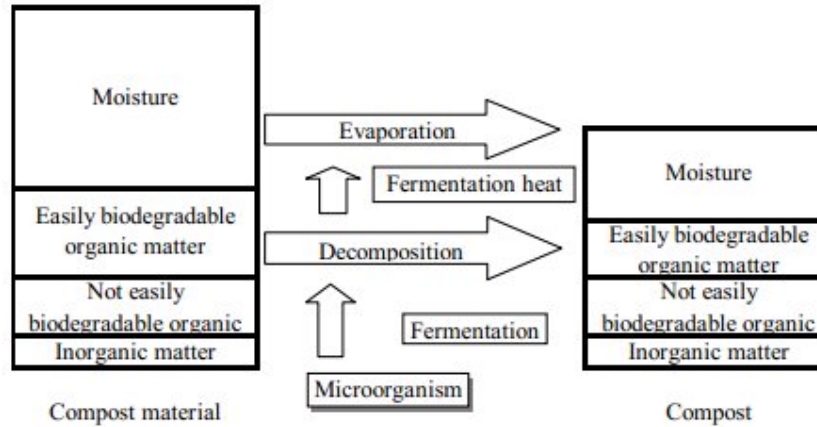 Moisture
Evaporation
Fermentation heat
Moisture
Easily biodegradable
organic matter
Decomposition
Easily biodegradable
organic matter
Not easily
biodegradable organic
Fermentation
Not easily
biodegradable organic
Inorganic matter
Inorganic matter
Microorganism
Compost material
Compost